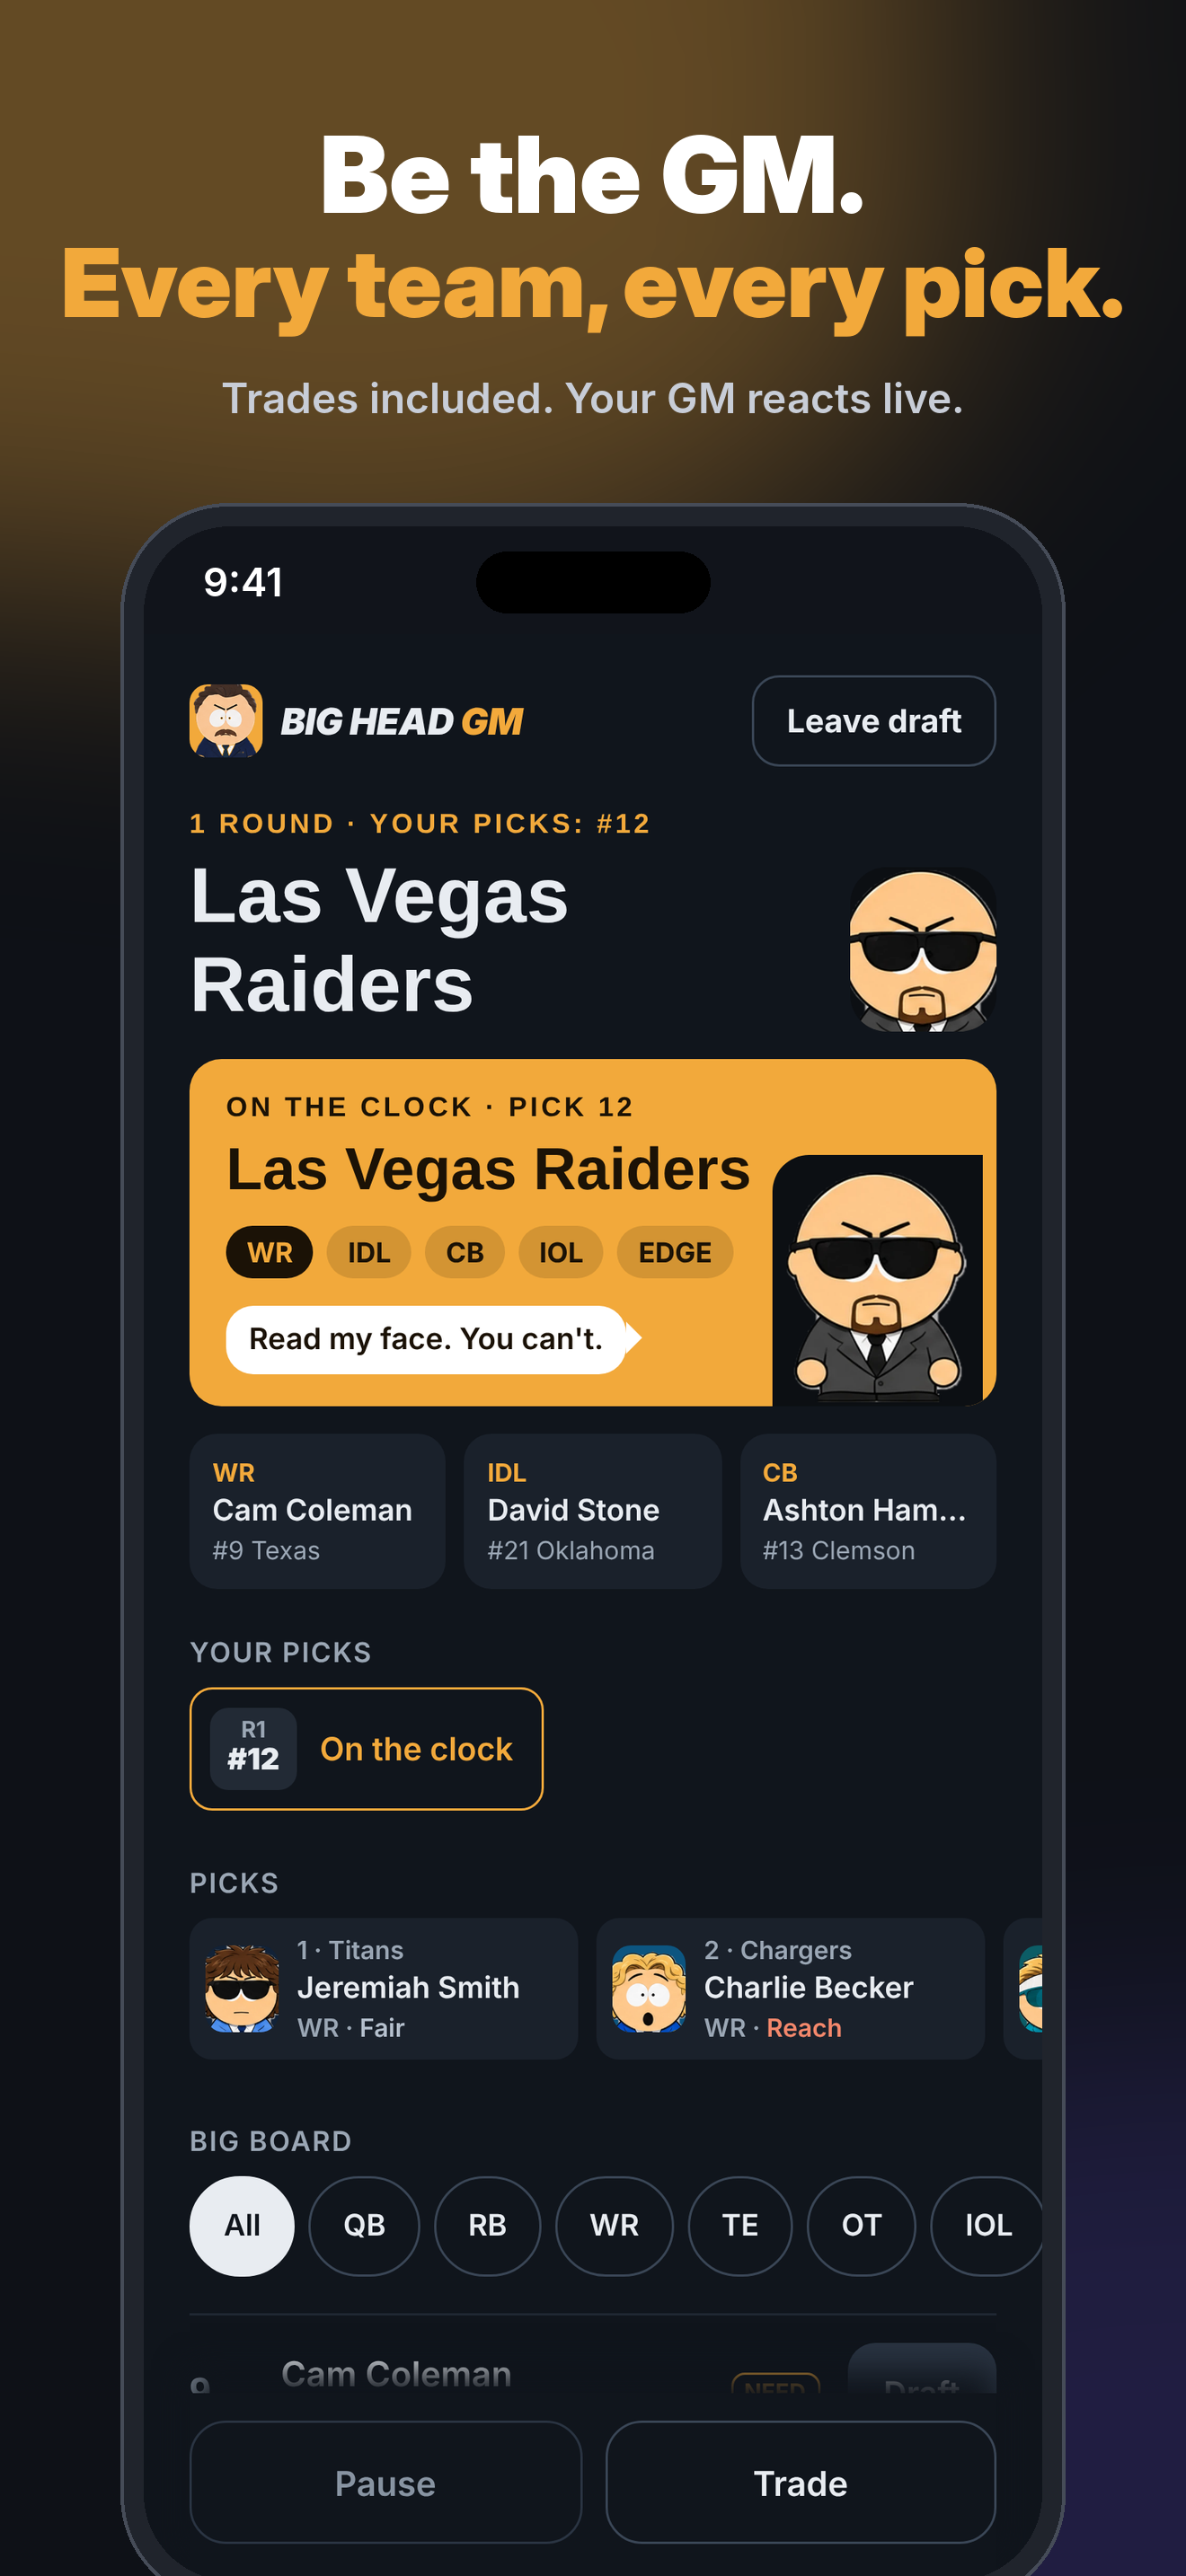 Be the GM.
Every team, every pick.
Trades included. Your GM reacts live.
9:41
BIG HEAD GM
Leave draft
1 ROUND · YOUR PICKS: #12
Las Vegas
Raiders
ON THE CLOCK · PICK 12
Las Vegas Raiders
WR IDL CB IOL EDGE
Read my face. You can't.
WR
Cam Coleman
#9 Texas
IDL
David Stone
#21 Oklahoma
CB
Ashton Ham...
#13 Clemson
YOUR PICKS
R1
#12
On the clock
PICKS
1 · Titans
Jeremiah Smith
WR · Fair
2 · Chargers
Charlie Becker
WR · Reach
BIG BOARD
All QB RB WR TE OT IOL
9 Cam Coleman NEED Draft
Pause Trade